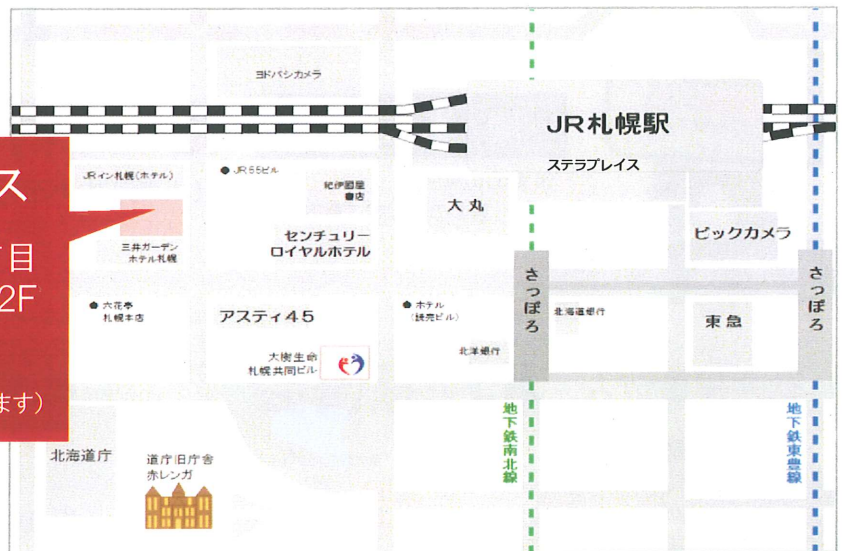 ヨドバシカメラ
JR札幌駅
ステラプレイス
ス
目
2F
ます)
JRイン札幌(ホテル)
JR55ビル
紀伊國屋
書店
大丸
ビックカメラ
三井ガーデン
ホテル札幌
センチュリー
ロイヤルホテル
さっぽろ
さっぽろ
六花亭
札幌本店
アスティ45
ホテル
(読売ビル)
北海道銀行
東急
大樹生命
札幌共同ビル
北洋銀行
地下鉄南北線
地下鉄東豊線
北海道庁
道庁旧庁舎
赤レンガ